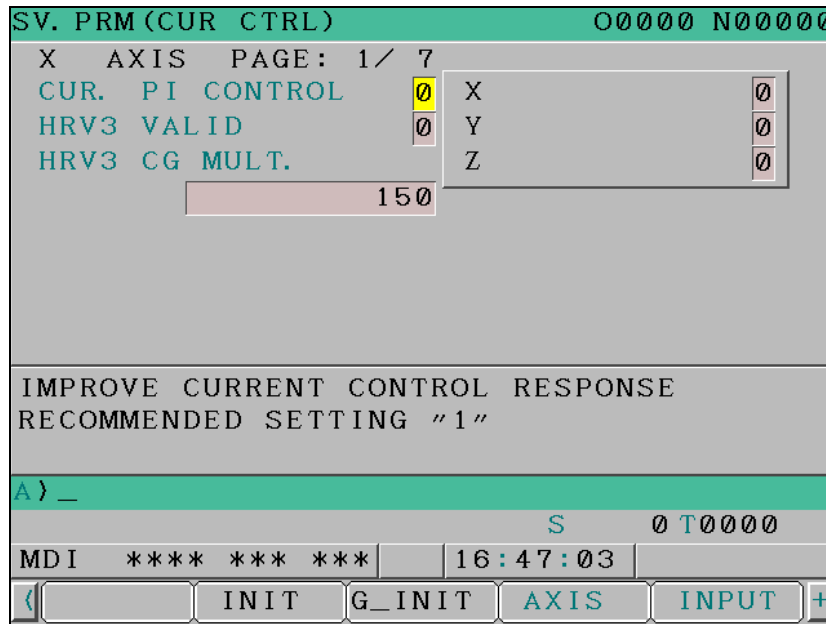 SV. PRM(CUR CTRL) O0000 N00000
X AXIS PAGE: 1/ 7
CUR. PI CONTROL 0 X 0
HRV3 VALID 0 Y 0
HRV3 CG MULT. Z 0
150
IMPROVE CURRENT CONTROL RESPONSE
RECOMMENDED SETTING "1"
A)_
S 0 T0000
MDI **** *** *** 16:47:03
( INIT G_INIT AXIS INPUT +